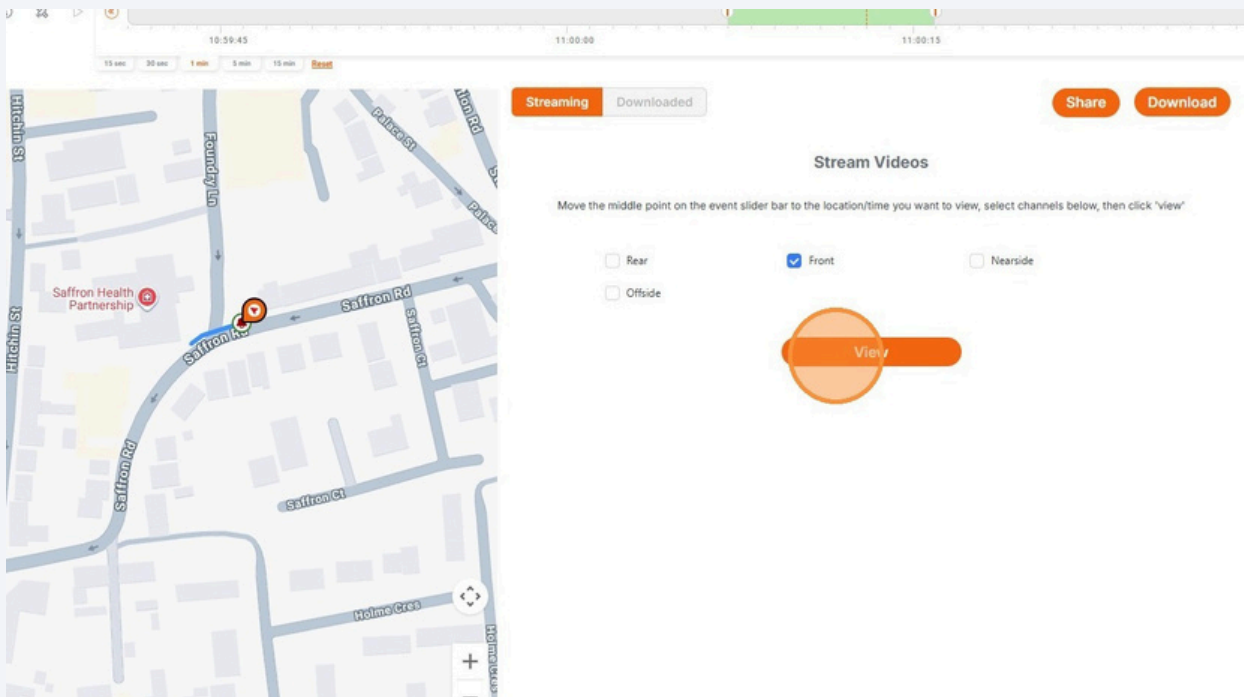 10:59:45
11:00:00
11:00:15
15 sec
30 sec
1 min
5 min
15 min
Reset
Streaming
Downloaded
Share
Download
Stream Videos
Move the middle point on the event slider bar to the location/time you want to view, select channels below, then click 'view'
Rear
Front
Nearside
Offside
View
Hitchin St
Foundry Ln
Palace St
Saffron Health
Partnership
Saffron Rd
Saffron Rd
Saffron Ct
Hitchin St
Saffron Rd
Saffron Ct
Holme Cres
Holme Cres